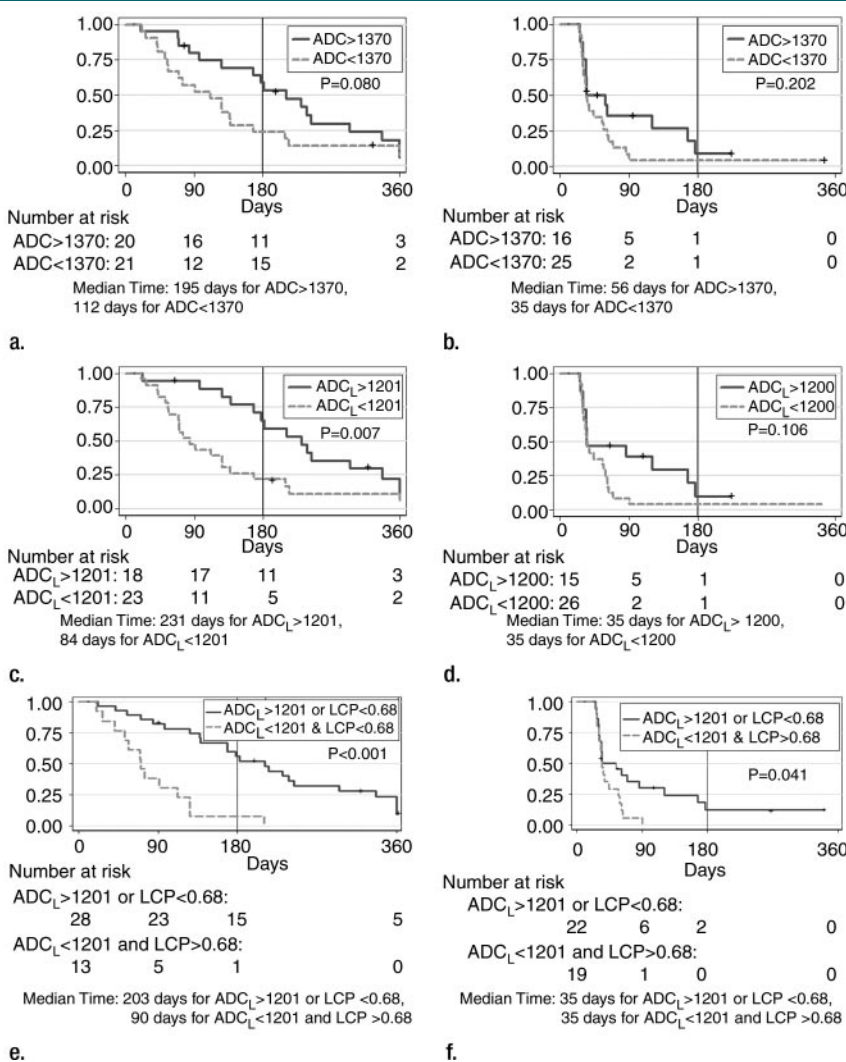 1.00
0.75
0.50
0.25
0.00
ADC>1370
ADC<1370
P=0.080
0 90 180 360
Days
Number at risk
ADC>1370: 20 16 11 3
ADC<1370: 21 12 15 2
Median Time: 195 days for ADC>1370,
112 days for ADC<1370
a.
1.00
0.75
0.50
0.25
0.00
ADC>1370
ADC<1370
P=0.202
0 90 180 360
Days
Number at risk
ADC>1370: 16 5 1 0
ADC<1370: 25 2 1 0
Median Time: 56 days for ADC>1370,
35 days for ADC<1370
b.
1.00
0.75
0.50
0.25
0.00
ADCL>1201
ADCL<1201
P=0.007
0 90 180 360
Days
Number at risk
ADCL>1201: 18 17 11 3
ADCL<1201: 23 11 5 2
Median Time: 231 days for ADCL>1201,
84 days for ADCL<1201
c.
1.00
0.75
0.50
0.25
0.00
ADCL>1200
ADCL<1200
P=0.106
0 90 180 360
Days
Number at risk
ADCL>1200: 15 5 1 0
ADCL<1200: 26 2 1 0
Median Time: 35 days for ADCL> 1200,
35 days for ADCL<1200
d.
1.00
0.75
0.50
0.25
0.00
ADCL>1201 or LCP<0.68
ADCL<1201 & LCP<0.68
P<0.001
0 90 180 360
Days
Number at risk
ADCL>1201 or LCP<0.68:
28 23 15 5
ADCL<1201 and LCP>0.68:
13 5 1 0
Median Time: 203 days for ADCL>1201 or LCP <0.68,
90 days for ADCL<1201 and LCP >0.68
e.
1.00
0.75
0.50
0.25
0.00
ADCL>1201 or LCP<0.68
ADCL<1201 & LCP>0.68
P=0.041
0 90 180 360
Days
Number at risk
ADCL>1201 or LCP<0.68:
22 6 2 0
ADCL<1201 and LCP>0.68:
19 1 0 0
Median Time: 35 days for ADCL>1201 or LCP <0.68,
35 days for ADCL<1201 and LCP >0.68
f.